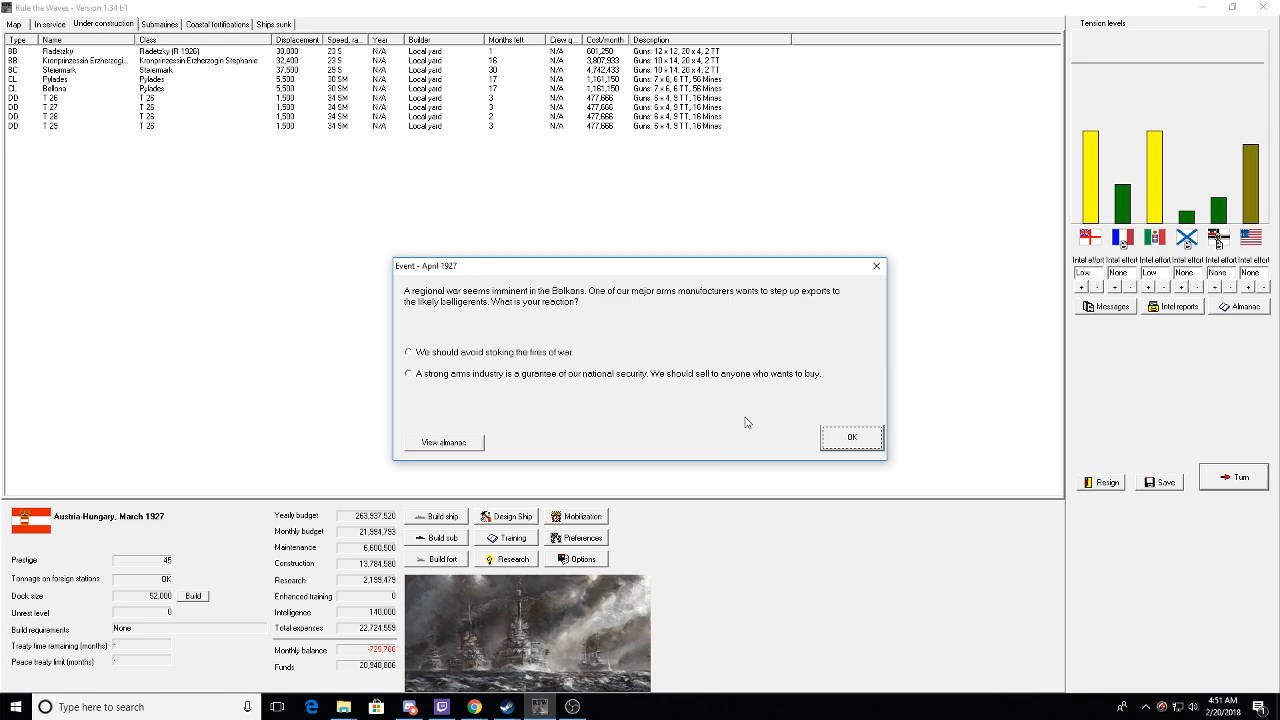 Rule the Waves - Version 1.34 b1
Map In service Under construction Submarines Coastal fortifications Ships sunk
Type Name Class Displacement Speed, ra... Year Builder Months left Crew q... Cost/month Description
BB Radetzky Radetzky (R 1926) 30,000 23 S N/A Local yard 1 N/A 601,250 Guns: 12 x 12, 20 x 4, 2 TT
BB Kronprinzessin Erzherzogi... Kronprinzessin Erzherzogin Stephanie 32,400 23 S N/A Local yard 16 N/A 3,807,933 Guns: 10 x 14, 20 x 4, 2 TT
BC Steiermark Steiermark 37,500 29 S N/A Local yard 30 N/A 4,742,433 Guns: 10 x 14, 20 x 4, 2 TT
CL Pylades Pylades 5,500 30 SM N/A Local yard 17 N/A 1,161,150 Guns: 7 x 6, 6 TT, 56 Mines
CL Bellona Pylades 5,500 30 SM N/A Local yard 17 N/A 1,161,150 Guns: 7 x 6, 6 TT, 56 Mines
DD T 26 T 26 1,500 34 SM N/A Local yard 3 N/A 477,666 Guns: 6 x 4, 9 TT, 16 Mines
DD T 27 T 26 1,500 34 SM N/A Local yard 3 N/A 477,666 Guns: 6 x 4, 9 TT, 16 Mines
DD T 28 T 26 1,500 34 SM N/A Local yard 2 N/A 477,666 Guns: 6 x 4, 9 TT, 16 Mines
DD T 29 T 26 1,500 34 SM N/A Local yard 3 N/A 477,666 Guns: 6 x 4, 9 TT, 16 Mines
Tension levels
Intel effort Intel effort Intel effort Intel effort Intel effort Intel effort
Low None Low None None None
+ - + - + - + - + - + -
Messages Intel reports Almanac
Event - April 1927
A regional war seems imminent in the Balkans. One of our major arms manufacturers wants to step up exports to
the likely belligerents. What is your reaction?
We should avoid stoking the fires of war.
A strong arms industry is a gurantee of our national security. We should sell to anyone who wants to buy.
View almanac
OK
Resign Save Turn
Austria-Hungary, March 1927
Prestige 45
Tonnage on foreign stations OK
Dock size 52,000 Build
Unrest level 0
Build requirements None
Treaty time remaining (months) -
Peace treaty limit (months) -
Yearly budget 263,937,520
Monthly budget 21,994,793
Maintenance 6,600,500
Construction 13,784,580
Research 2,199,479
Enhanced training 0
Intelligence 140,000
Total expenses 22,724,559
Monthly balance -729,766
Funds 20,948,806
Build ship Design Ship Mobilization
Build sub Training Preferences
Build fort Research Options
Type here to search
4:51 AM
2/20/2018